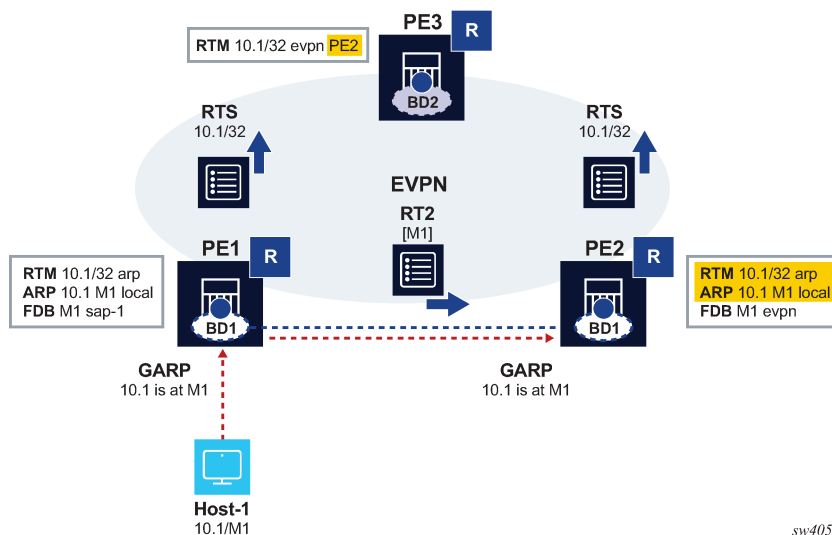 PE3
R
RTM 10.1/32 evpn PE2
BD2
RTS
10.1/32
RTS
10.1/32
EVPN
RT2
[M1]
PE1
R
PE2
R
RTM 10.1/32 arp
ARP 10.1 M1 local
FDB M1 sap-1
BD1
BD1
RTM 10.1/32 arp
ARP 10.1 M1 local
FDB M1 evpn
GARP
10.1 is at M1
GARP
10.1 is at M1
Host-1
10.1/M1
sw405